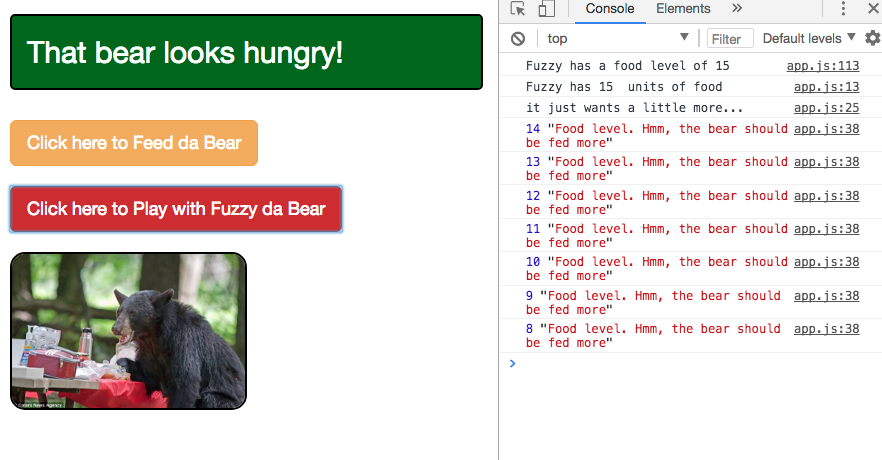 That bear looks hungry!
Click here to Feed da Bear
Click here to Play with Fuzzy da Bear
Caters News Agency
Console Elements »
top Filter Default levels
Fuzzy has a food level of 15 app.js:113
Fuzzy has 15  units of food app.js:13
it just wants a little more... app.js:25
14 "Food level. Hmm, the bear should app.js:38
be fed more"
13 "Food level. Hmm, the bear should app.js:38
be fed more"
12 "Food level. Hmm, the bear should app.js:38
be fed more"
11 "Food level. Hmm, the bear should app.js:38
be fed more"
10 "Food level. Hmm, the bear should app.js:38
be fed more"
9 "Food level. Hmm, the bear should app.js:38
be fed more"
8 "Food level. Hmm, the bear should app.js:38
be fed more"